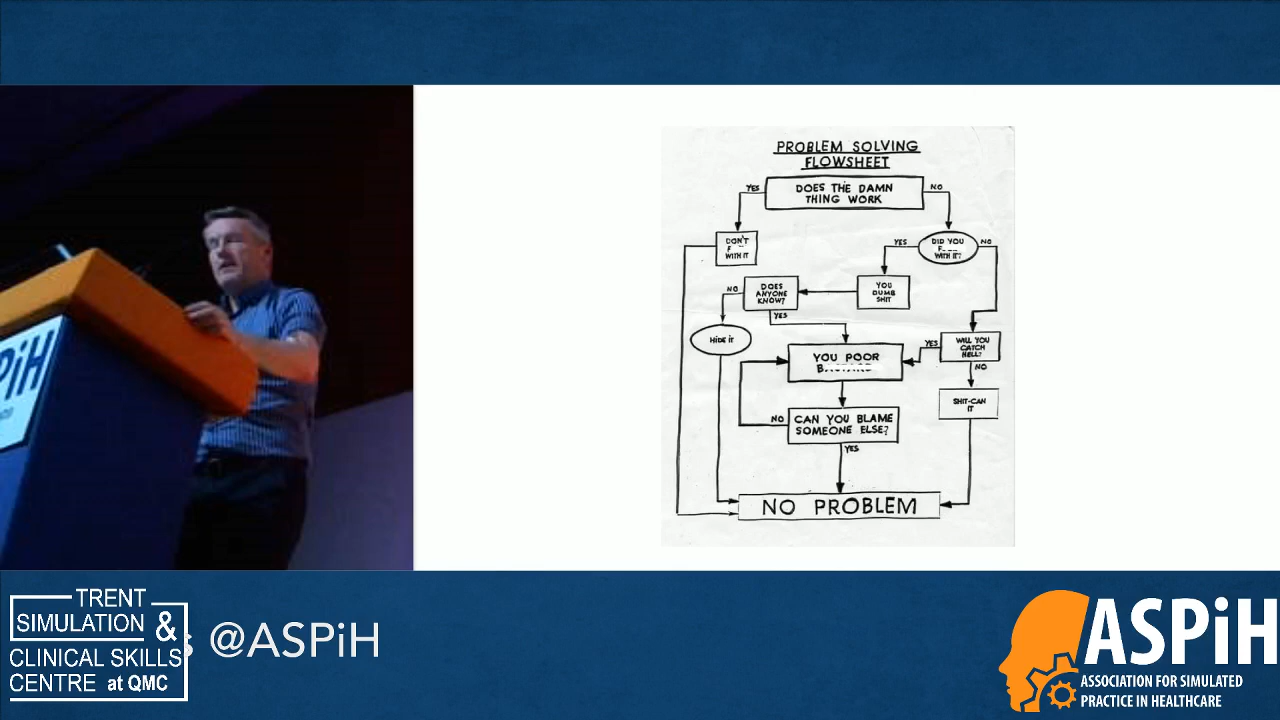 PROBLEM SOLVING
FLOWSHEET
DOES THE DAMN
THING WORK
YES
NO
DON'T
F
WITH IT
DID YOU
F
WITH IT?
YES
NO
YOU
DUMB
SHIT
DOES
ANYONE
KNOW?
NO
YES
HIDE IT
WILL YOU
CATCH
HELL?
YES
NO
YOU POOR
SHIT-CAN
IT
CAN YOU BLAME
SOMEONE ELSE?
NO
YES
NO PROBLEM
PiH
TRENT
SIMULATION &
CLINICAL SKILLS
CENTRE at QMC
s @ASPiH
ASPiH
ASSOCIATION FOR SIMULATED
PRACTICE IN HEALTHCARE